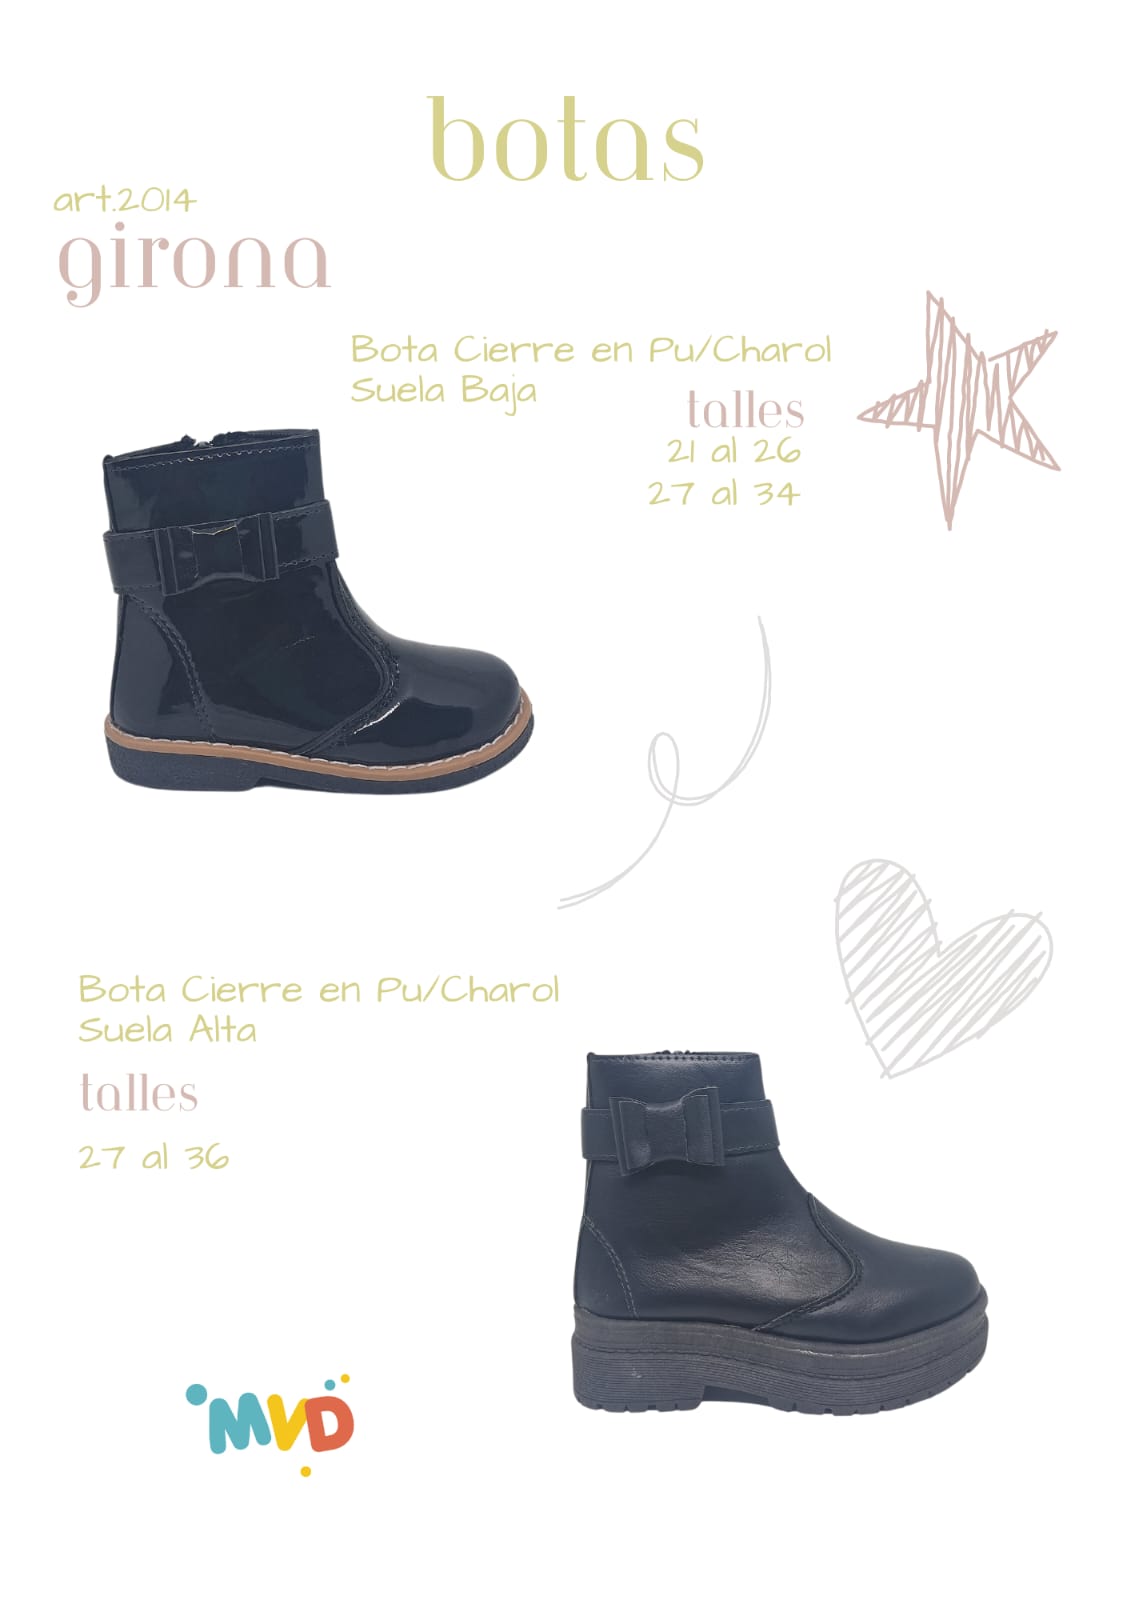 botas
art.2014
girona
Bota Cierre en Pu/Charol
Suela Baja
talles
21 al 26
27 al 34
Bota Cierre en Pu/Charol
Suela Alta
talles
27 al 36
MVD